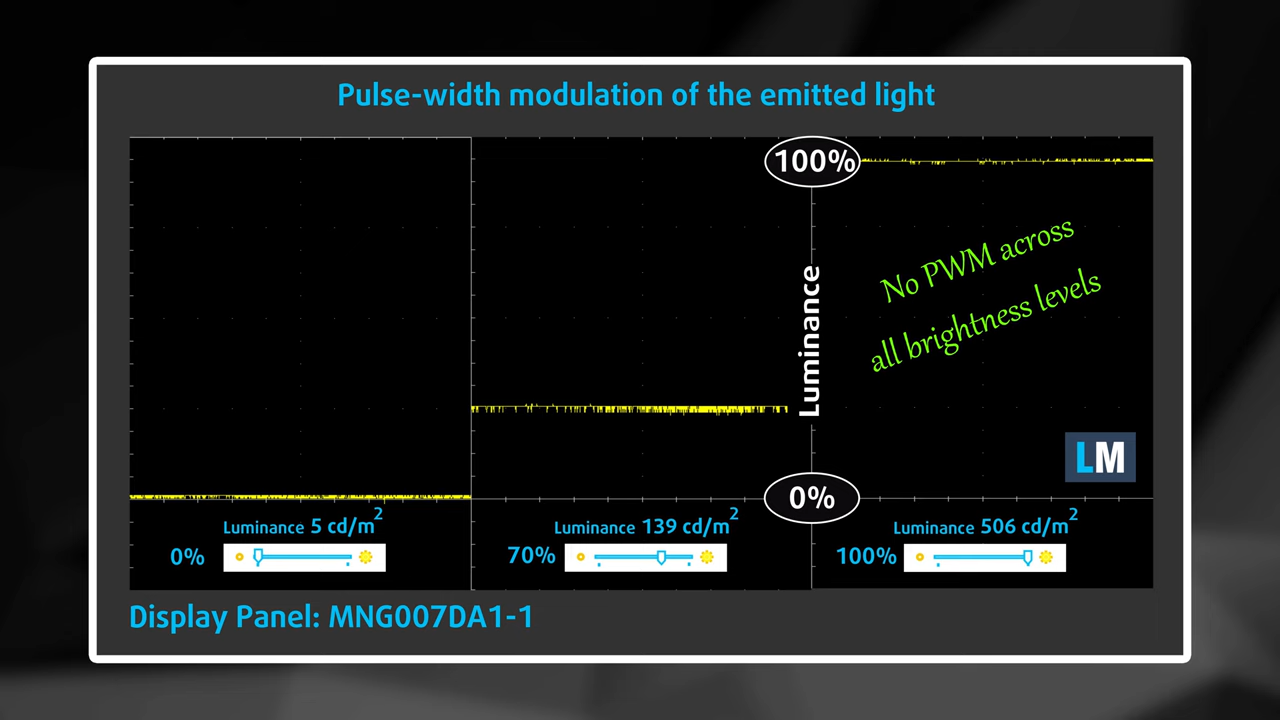 Pulse-width modulation of the emitted light
100%
No PWM across
all brightness levels
Luminance
LM
0%
Luminance 5 cd/m²
Luminance 139 cd/m²
Luminance 506 cd/m²
0%
70%
100%
Display Panel: MNG007DA1-1